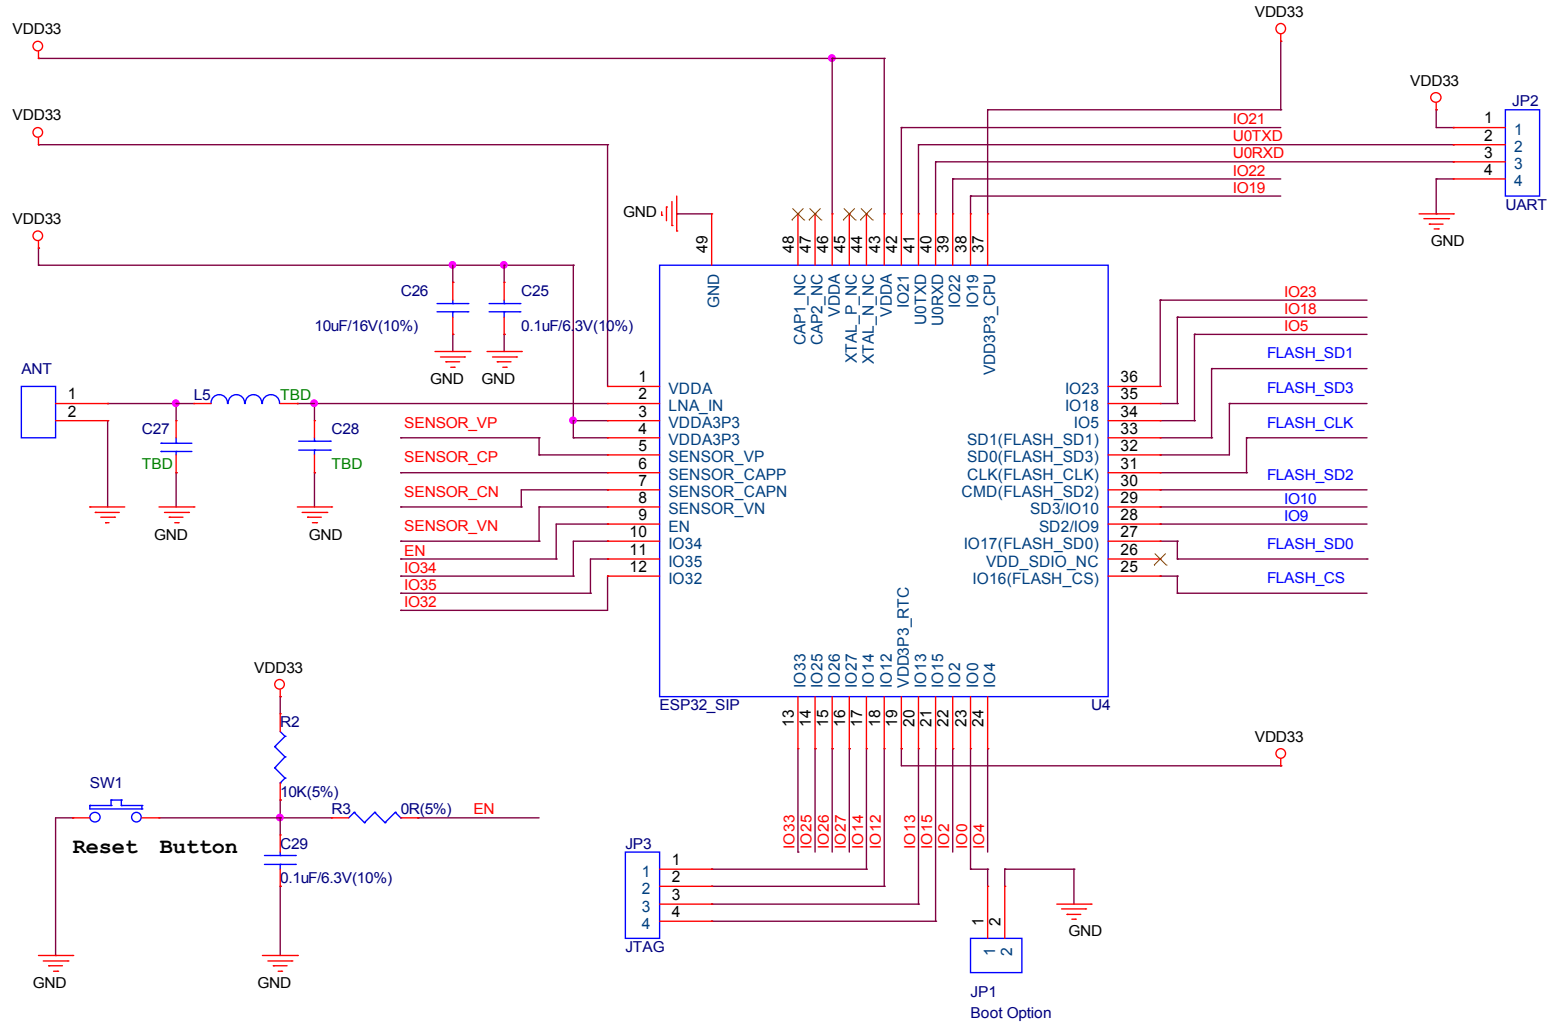 VDD33
VDD33
VDD33
VDD33
VDD33
JP2
IO21
U0TXD
U0RXD
IO22
IO19
1
2
3
4
1
2
3
4
UART
GND
GND
49
48
47
46
45
44
43
42
41
40
39
38
37
GND
CAP1_NC
CAP2_NC
VDDA
XTAL_P_NC
XTAL_N_NC
VDDA
IO21
U0TXD
U0RXD
IO22
IO19
VDD3P3_CPU
C26
10uF/16V(10%)
GND
C25
0.1uF/6.3V(10%)
GND
ANT
1
2
L5
TBD
C27
TBD
GND
C28
TBD
GND
SENSOR_VP
SENSOR_CP
SENSOR_CN
SENSOR_VN
EN
IO34
IO35
IO32
1
2
3
4
5
6
7
8
9
10
11
12
VDDA
LNA_IN
VDDA3P3
VDDA3P3
SENSOR_VP
SENSOR_CAPP
SENSOR_CAPN
SENSOR_VN
EN
IO34
IO35
IO32
IO23
IO18
IO5
SD1(FLASH_SD1)
SD0(FLASH_SD3)
CLK(FLASH_CLK)
CMD(FLASH_SD2)
SD3/IO10
SD2/IO9
IO17(FLASH_SD0)
VDD_SDIO_NC
IO16(FLASH_CS)
36
35
34
33
32
31
30
29
28
27
26
25
IO23
IO18
IO5
FLASH_SD1
FLASH_SD3
FLASH_CLK
FLASH_SD2
IO10
IO9
FLASH_SD0
FLASH_CS
IO33
IO25
IO26
IO27
IO14
IO12
VDD3P3_RTC
IO13
IO15
IO2
IO0
IO4
ESP32_SIP
U4
13
14
15
16
17
18
19
20
21
22
23
24
VDD33
IO33
IO25
IO26
IO27
IO14
IO12
IO13
IO15
IO2
IO0
IO4
VDD33
R2
10K(5%)
SW1
Reset Button
R3
0R(5%)
EN
C29
0.1uF/6.3V(10%)
GND
GND
JP3
1
2
3
4
1
2
3
4
JTAG
1
2
1
2
GND
JP1
Boot Option